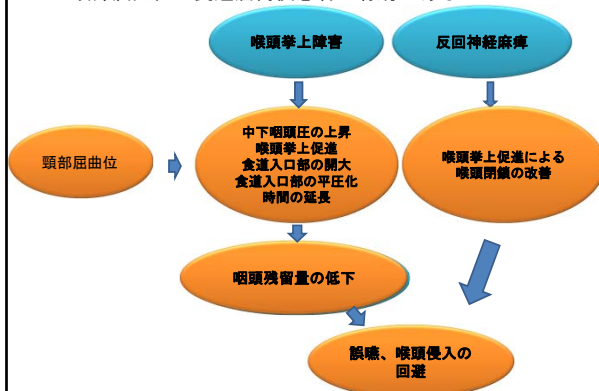 喉頭挙上障害
反回神経麻痺
頸部屈曲位
中下咽頭圧の上昇
喉頭挙上促進
食道入口部の開大
食道入口部の平圧化
時間の延長
喉頭挙上促進による
喉頭閉鎖の改善
咽頭残留量の低下
誤嚥、喉頭侵入の
回避